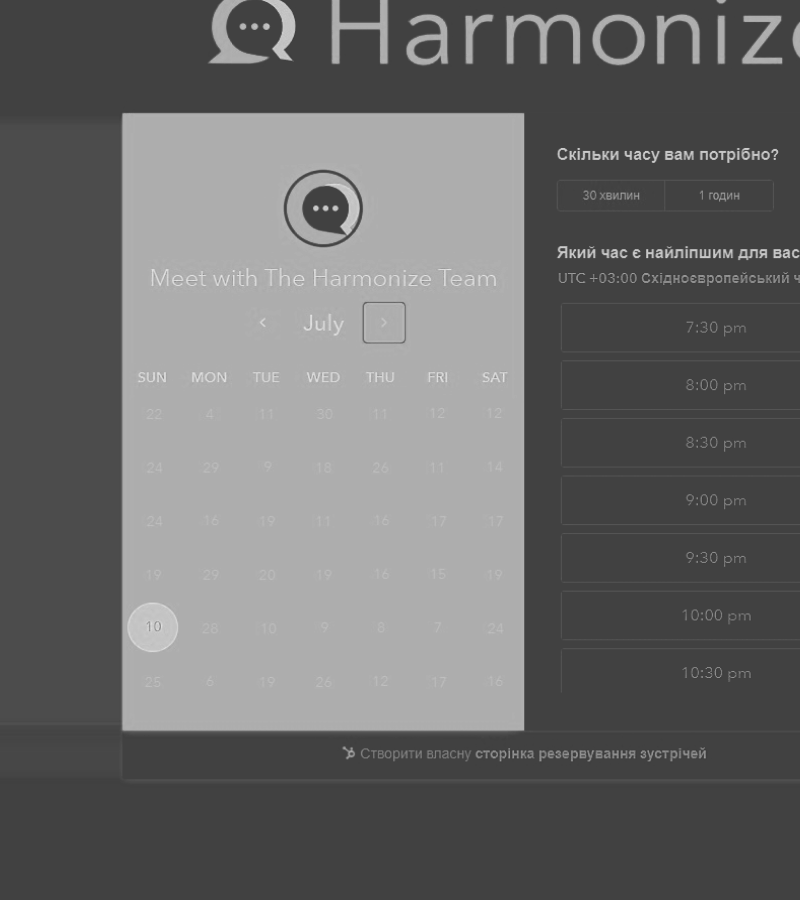 Harmonize
Meet with The Harmonize Team
July
SUN MON TUE WED THU FRI SAT
22 4 11 30 11 12 12
24 29 9 18 26 11 14
24 16 19 11 16 17 17
19 29 20 19 16 15 19
10 28 10 9 8 7 24
25 6 19 26 12 17 16
Скільки часу вам потрібно?
30 хвилин 1 годин
Який час є найліпшим для вас
UTC +03:00 Східноєвропейський ч
7:30 pm
8:00 pm
8:30 pm
9:00 pm
9:30 pm
10:00 pm
10:30 pm
Створити власну сторінка резервування зустрічей